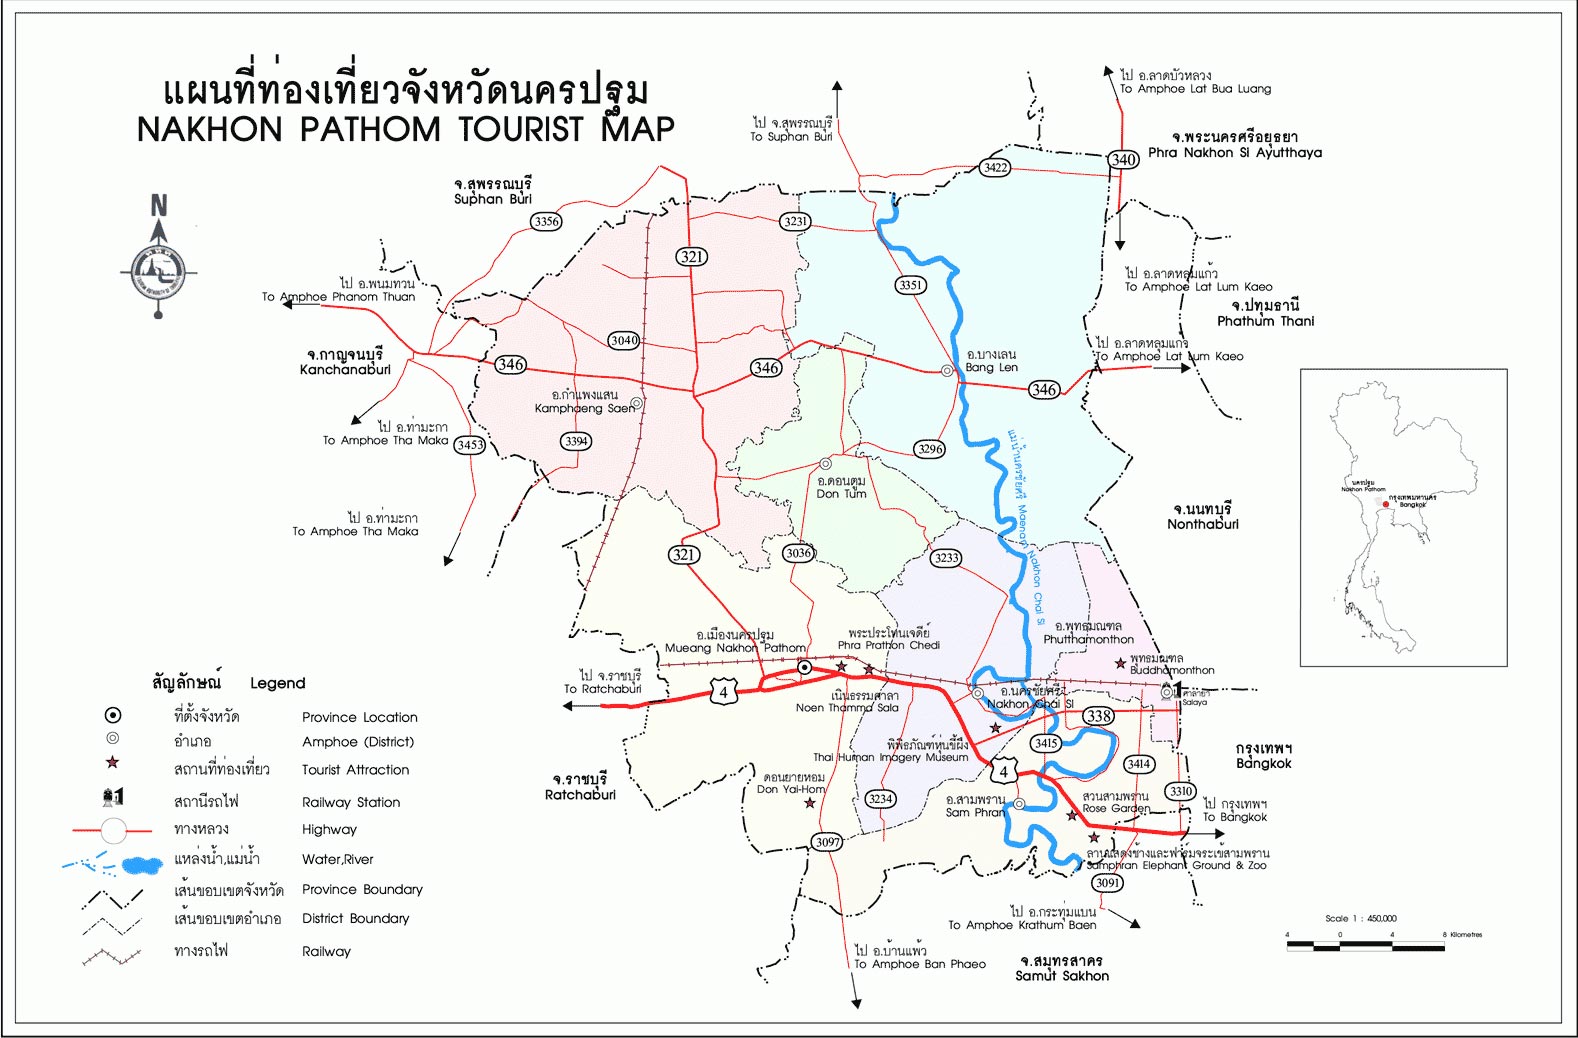 แผนที่ท่องเที่ยวจังหวัดนครปฐม
NAKHON PATHOM TOURIST MAP
N
ไป อ.ลาดบัวหลวง
To Amphoe Lat Bua Luang
ไป จ.สุพรรณบุรี
To Suphan Buri
จ.พระนครศรีอยุธยา
Phra Nakhon Si Ayutthaya
340
3422
จ.สุพรรณบุรี
Suphan Buri
3356
3231
321
3351
ไป อ.พนมทวน
To Amphoe Phanom Thuan
ไป อ.ลาดหลุมแก้ว
To Amphoe Lat Lum Kaeo
จ.ปทุมธานี
Phathum Thani
3040
จ.กาญจนบุรี
Kanchanaburi
346
346
อ.บางเลน
Bang Len
ไป อ.ลาดหลุมแก้ว
To Amphoe Lat Lum Kaeo
346
อ.กำแพงแสน
Kamphaeng Saen
ไป อ.ท่ามะกา
To Amphoe Tha Maka
3453
3394
3296
แม่น้ำนครชัยศรี Maenam Nakhon Chai Si
อ.ดอนตูม
Don Tum
นครปฐม
Nakhon Pathom
กรุงเทพมหานคร
Bangkok
ไป อ.ท่ามะกา
To Amphoe Tha Maka
จ.นนทบุรี
Nonthaburi
321
3036
3233
อ.เมืองนครปฐม
Mueang Nakhon Pathom
พระประโทนเจดีย์
Phra Prathon Chedi
อ.พุทธมณฑล
Phutthamonthon
พุทธมณฑล
Buddhamonthon
ไป จ.ราชบุรี
To Ratchaburi
4
เนินธรรมศาลา
Noen Thamma Sala
อ.นครชัยศรี
Nakhon Chai Si
ศาลายา
Salaya
338
พิพิธภัณฑ์หุ่นขี้ผึ้ง
Thai Human Imagery Museum
3415
จ.ราชบุรี
Ratchaburi
ดอนยายหอม
Don Yai-Hom
4
3414
กรุงเทพฯ
Bangkok
3234
อ.สามพราน
Sam Phran
สวนสามพราน
Rose Garden
3310
ไป กรุงเทพฯ
To Bangkok
3097
ลานแสดงช้างและฟาร์มจระเข้สามพราน
Samphran Elephant Ground & Zoo
3091
ไป อ.กระทุ่มแบน
To Amphoe Krathum Baen
ไป อ.บ้านแพ้ว
To Amphoe Ban Phaeo
จ.สมุทรสาคร
Samut Sakhon
สัญลักษณ์ Legend
ที่ตั้งจังหวัด Province Location
อำเภอ Amphoe (District)
สถานที่ท่องเที่ยว Tourist Attraction
สถานีรถไฟ Railway Station
ทางหลวง Highway
แหล่งน้ำ,แม่น้ำ Water,River
เส้นขอบเขตจังหวัด Province Boundary
เส้นขอบเขตอำเภอ District Boundary
ทางรถไฟ Railway
Scale 1 : 450,000
4 0 4 8 Kilometres